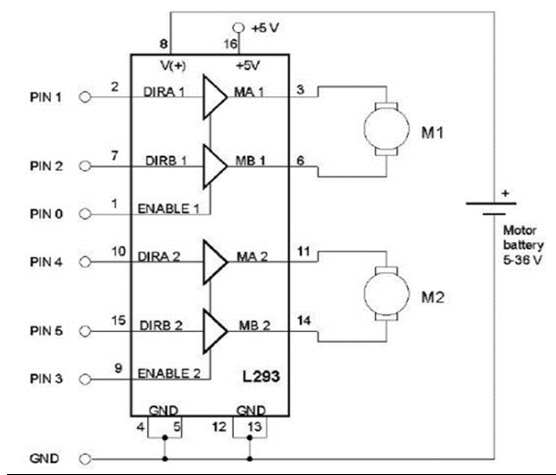 +5 V
8 16
V(+) +5V
PIN 1 2 DIRA 1 MA 1 3
M1
PIN 2 7 DIRB 1 MB 1 6
PIN 0 1 ENABLE 1
+
Motor
battery
5-36 V
PIN 4 10 DIRA 2 MA 2 11
M2
PIN 5 15 DIRB 2 MB 2 14
PIN 3 9 ENABLE 2
L293
GND GND
4 5 12 13
GND